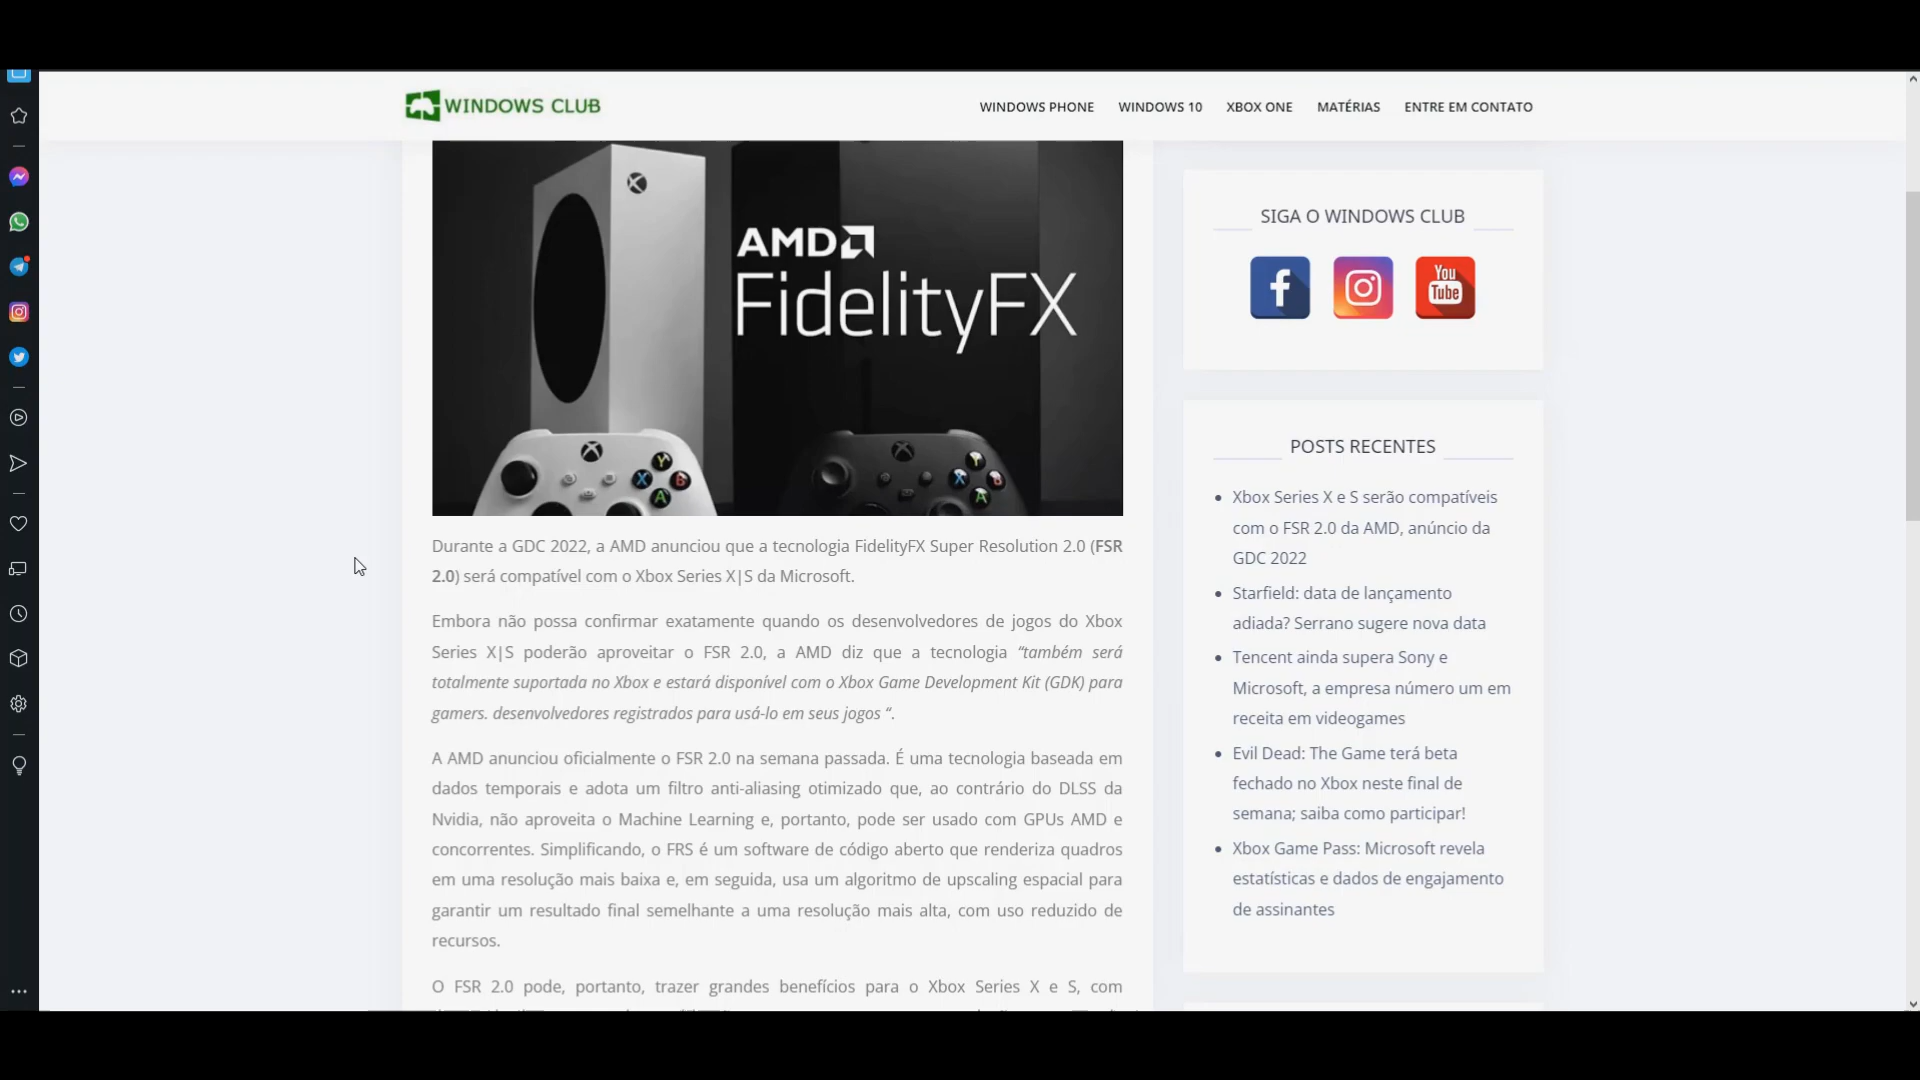 WINDOWS CLUB
WINDOWS PHONE
WINDOWS 10
XBOX ONE
MATÉRIAS
ENTRE EM CONTATO
AMD
FidelityFX
Y
X
B
A
Y
X
B
A
Durante a GDC 2022, a AMD anunciou que a tecnologia FidelityFX Super Resolution 2.0 (FSR
2.0) será compatível com o Xbox Series X|S da Microsoft.
Embora não possa confirmar exatamente quando os desenvolvedores de jogos do Xbox
Series X|S poderão aproveitar o FSR 2.0, a AMD diz que a tecnologia “também será
totalmente suportada no Xbox e estará disponível com o Xbox Game Development Kit (GDK) para
gamers. desenvolvedores registrados para usá-lo em seus jogos “.
A AMD anunciou oficialmente o FSR 2.0 na semana passada. É uma tecnologia baseada em
dados temporais e adota um filtro anti-aliasing otimizado que, ao contrário do DLSS da
Nvidia, não aproveita o Machine Learning e, portanto, pode ser usado com GPUs AMD e
concorrentes. Simplificando, o FRS é um software de código aberto que renderiza quadros
em uma resolução mais baixa e, em seguida, usa um algoritmo de upscaling espacial para
garantir um resultado final semelhante a uma resolução mais alta, com uso reduzido de
recursos.
O FSR 2.0 pode, portanto, trazer grandes benefícios para o Xbox Series X e S, com
SIGA O WINDOWS CLUB
You
Tube
POSTS RECENTES
Xbox Series X e S serão compatíveis
com o FSR 2.0 da AMD, anúncio da
GDC 2022
Starfield: data de lançamento
adiada? Serrano sugere nova data
Tencent ainda supera Sony e
Microsoft, a empresa número um em
receita em videogames
Evil Dead: The Game terá beta
fechado no Xbox neste final de
semana; saiba como participar!
Xbox Game Pass: Microsoft revela
estatísticas e dados de engajamento
de assinantes